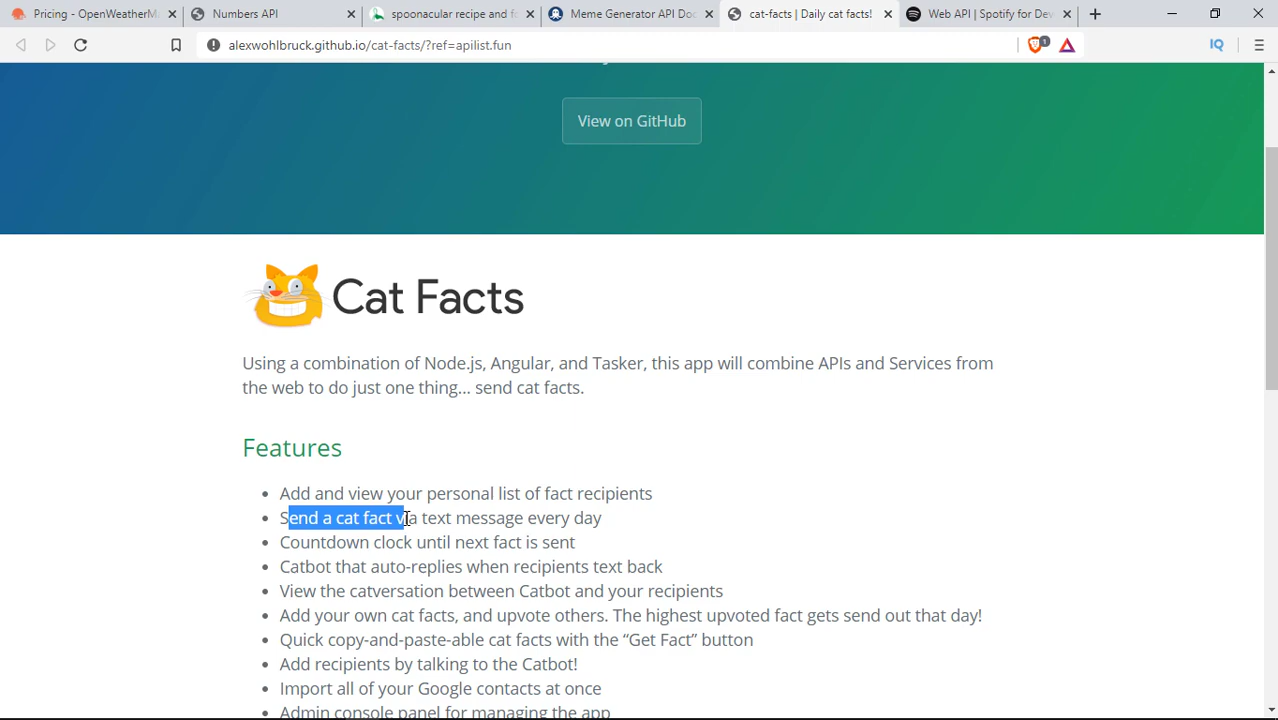 Pricing - OpenWeatherM
Numbers API
spoonacular recipe and f
Meme Generator API Doc
cat-facts | Daily cat facts!
Web API | Spotify for Dev
alexwohlbruck.github.io/cat-facts/?ref=apilist.fun
1
IQ
View on GitHub
Cat Facts
Using a combination of Node.js, Angular, and Tasker, this app will combine APIs and Services from
the web to do just one thing... send cat facts.
Features
Add and view your personal list of fact recipients
Send a cat fact via text message every day
Countdown clock until next fact is sent
Catbot that auto-replies when recipients text back
View the catversation between Catbot and your recipients
Add your own cat facts, and upvote others. The highest upvoted fact gets send out that day!
Quick copy-and-paste-able cat facts with the “Get Fact” button
Add recipients by talking to the Catbot!
Import all of your Google contacts at once
Admin console panel for managing the app